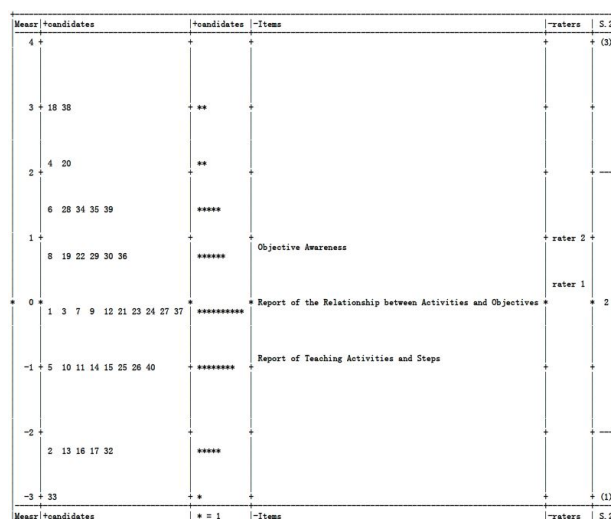 Measr|+candidates |+candidates |-Items |-raters | S.2
4 + + + + + (3)
3 + 18 38 + ** + + +
4 20 **
2 + + + + + ---
6 28 34 35 39 *****
1 + + + + rater 2 +
8 19 22 29 30 36 ****** Objective Awareness
rater 1
* 0 * * * Report of the Relationship between Activities and Objectives * * 2
1 3 7 9 12 21 23 24 27 37 **********
Report of Teaching Activities and Steps
-1 + 5 10 11 14 15 25 26 40 + ******** + + +
-2 + + + + + ---
2 13 16 17 32 *****
-3 + 33 + * + + + (1)
Measr|+candidates | * = 1 |-Items |-raters | S.2